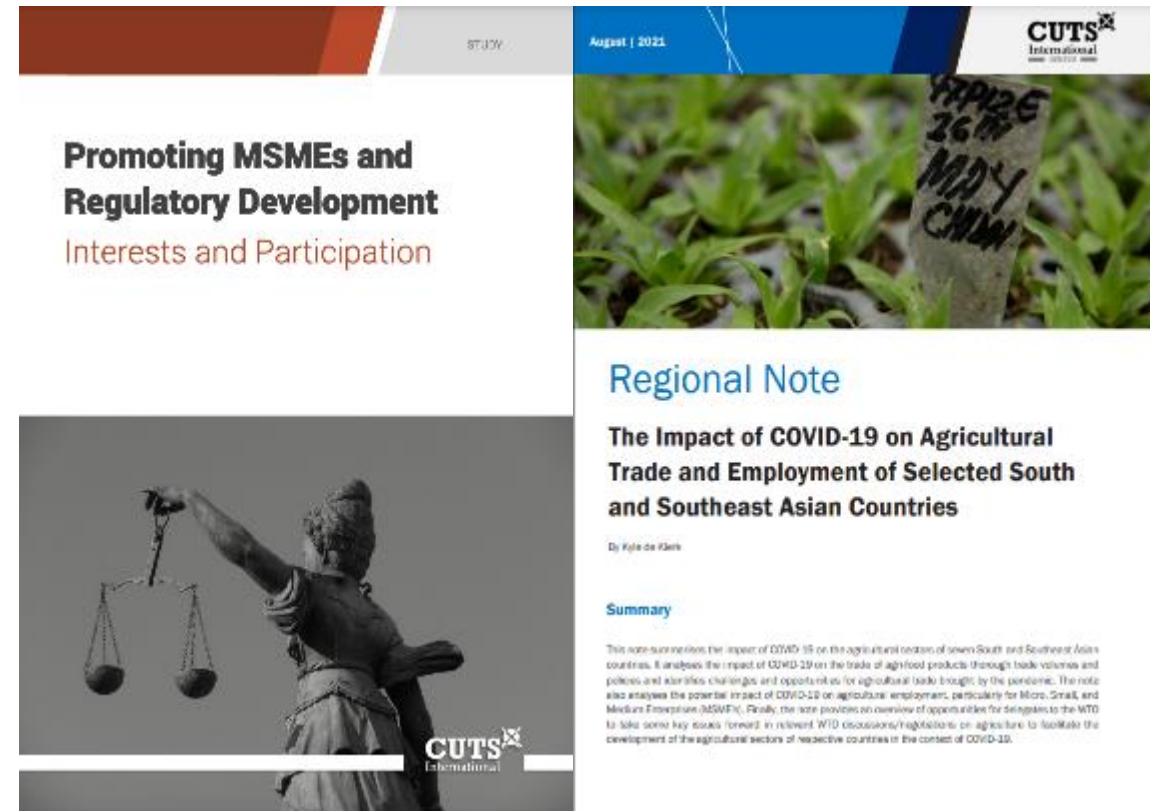 STUDY
Promoting MSMEs and
Regulatory Development
Interests and Participation
CUTS
International
August | 2021
CUTS
International
GENEVA
26TH
MAY
Regional Note
The Impact of COVID-19 on Agricultural
Trade and Employment of Selected South
and Southeast Asian Countries
By Kyle de Klerk
Summary
This note summarises the impact of COVID-19 on the agricultural sectors of seven South and Southeast Asian
countries. It analyses the impact of COVID-19 on the trade of agri-food products thorough trade volumes and
policies and identifies challenges and opportunities for agricultural trade brought by the pandemic. The note
also analyses the potential impact of COVID-19 on agricultural employment, particularly for Micro, Small, and
Medium Enterprises (MSMEs). Finally, the note provides an overview of opportunities for delegates to the WTO
to take some key issues forward in relevant WTO discussions/negotiations on agriculture to facilitate the
development of the agricultural sectors of respective countries in the context of COVID-19.